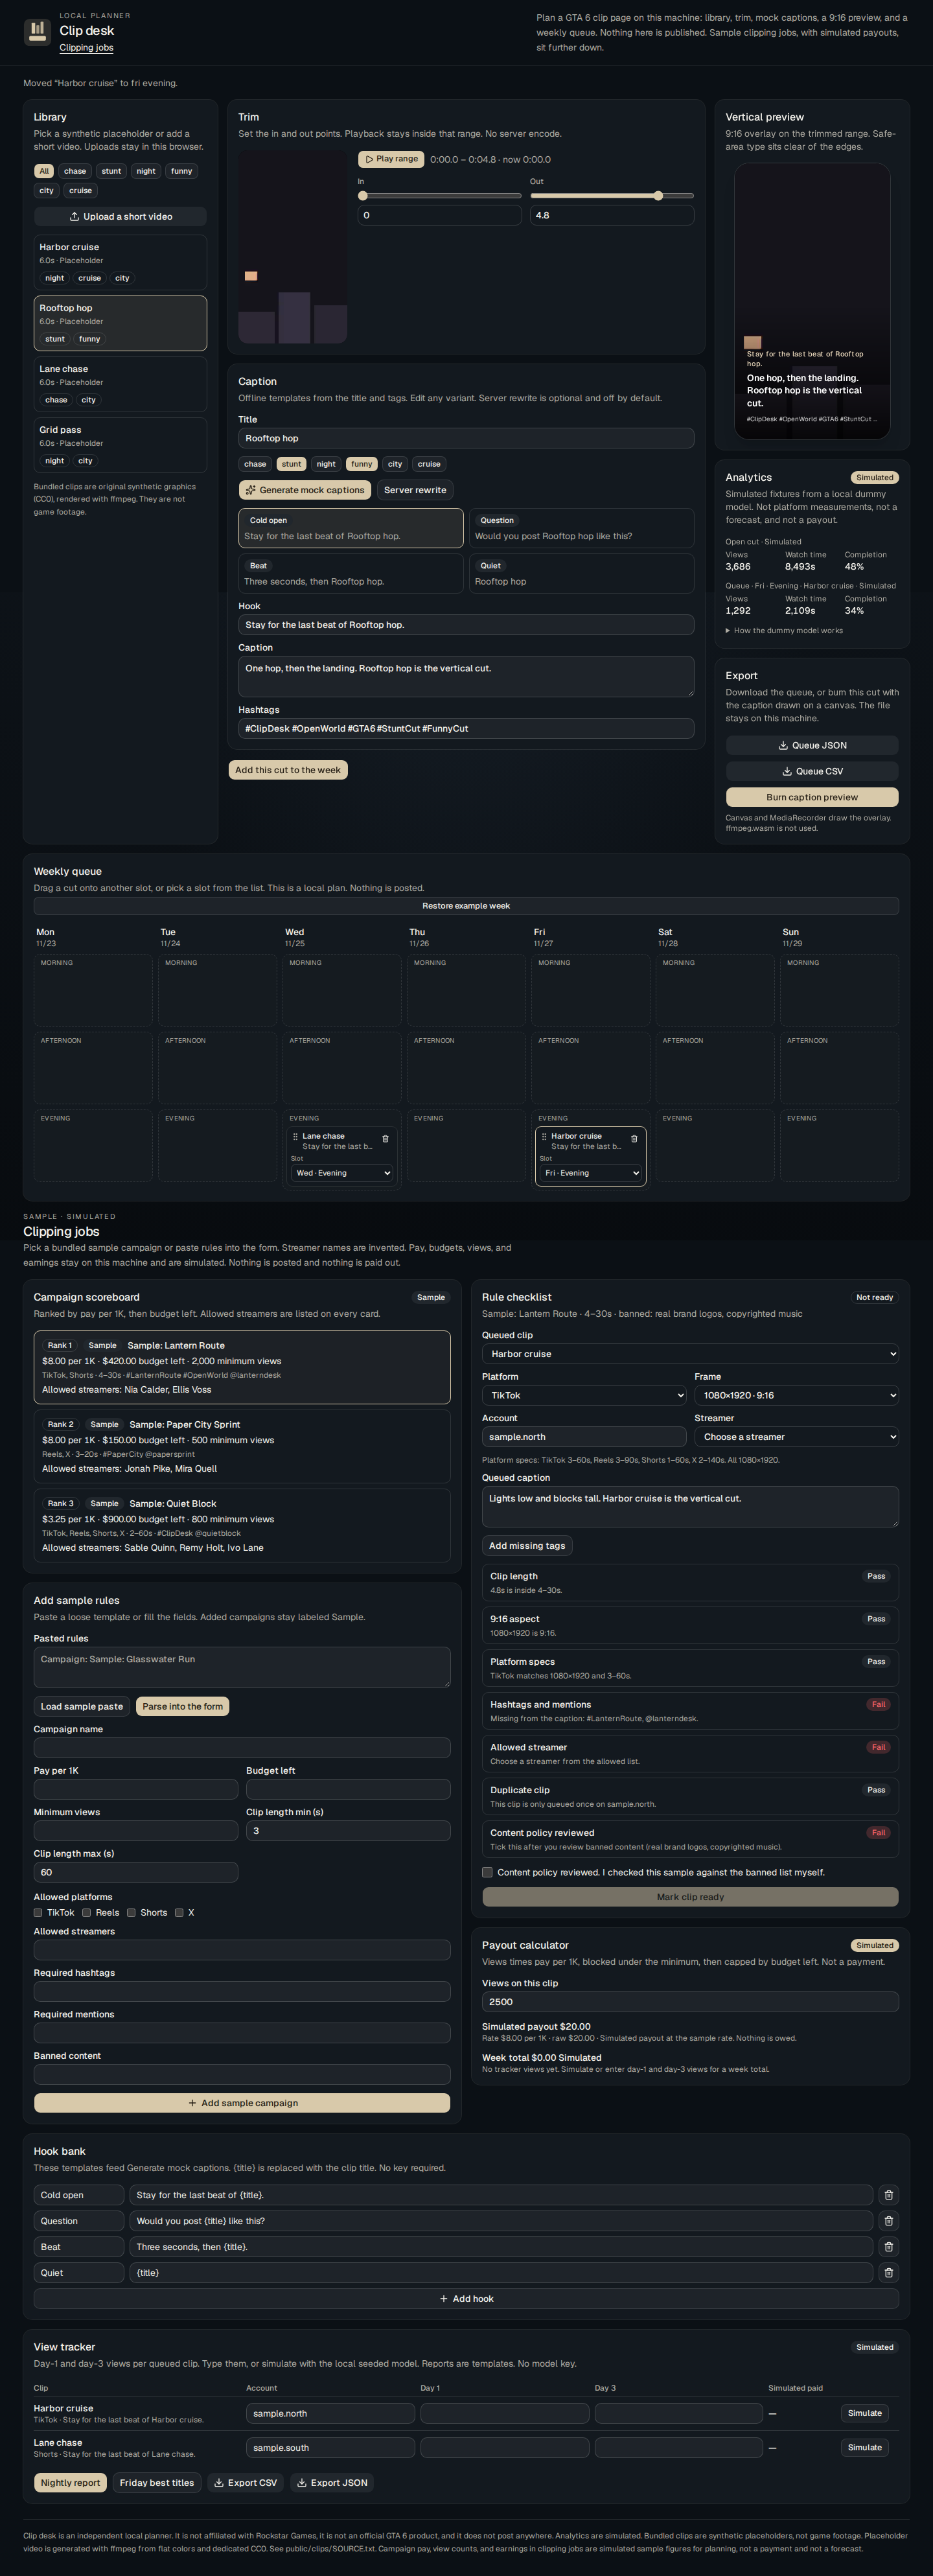 LOCAL PLANNER
Clip desk
Clipping jobs
Plan a GTA 6 clip page on this machine: library, trim, mock captions, a 9:16 preview, and a
weekly queue. Nothing here is published. Sample clipping jobs, with simulated payouts,
sit further down.
Moved “Harbor cruise” to fri evening.
Library
Pick a synthetic placeholder or add a
short video. Uploads stay in this browser.
All chase stunt night funny
city cruise
Upload a short video
Harbor cruise
6.0s · Placeholder
night cruise city
Rooftop hop
6.0s · Placeholder
stunt funny
Lane chase
6.0s · Placeholder
chase city
Grid pass
6.0s · Placeholder
night city
Bundled clips are original synthetic graphics
(CC0), rendered with ffmpeg. They are not
game footage.
Trim
Set the in and out points. Playback stays inside that range. No server encode.
Play range 0:00.0 – 0:04.8 · now 0:00.0
In Out
0 4.8
Caption
Offline templates from the title and tags. Edit any variant. Server rewrite is optional and off by default.
Title
Rooftop hop
chase stunt night funny city cruise
Generate mock captions Server rewrite
Cold open
Stay for the last beat of Rooftop hop.
Question
Would you post Rooftop hop like this?
Beat
Three seconds, then Rooftop hop.
Quiet
Rooftop hop
Hook
Stay for the last beat of Rooftop hop.
Caption
One hop, then the landing. Rooftop hop is the vertical cut.
Hashtags
#ClipDesk #OpenWorld #GTA6 #StuntCut #FunnyCut
Add this cut to the week
Vertical preview
9:16 overlay on the trimmed range. Safe-
area type sits clear of the edges.
Stay for the last beat of Rooftop
hop.
One hop, then the landing.
Rooftop hop is the vertical
cut.
#ClipDesk #OpenWorld #GTA6 #StuntCut …
Analytics Simulated
Simulated fixtures from a local dummy
model. Not platform measurements, not a
forecast, and not a payout.
Open cut · Simulated
Views Watch time Completion
3,686 8,493s 48%
Queue · Fri · Evening · Harbor cruise · Simulated
Views Watch time Completion
1,292 2,109s 34%
How the dummy model works
Export
Download the queue, or burn this cut with
the caption drawn on a canvas. The file
stays on this machine.
Queue JSON
Queue CSV
Burn caption preview
Canvas and MediaRecorder draw the overlay.
ffmpeg.wasm is not used.
Weekly queue
Drag a cut onto another slot, or pick a slot from the list. This is a local plan. Nothing is posted.
Restore example week
Mon Tue Wed Thu Fri Sat Sun
11/23 11/24 11/25 11/26 11/27 11/28 11/29
MORNING MORNING MORNING MORNING MORNING MORNING MORNING
AFTERNOON AFTERNOON AFTERNOON AFTERNOON AFTERNOON AFTERNOON AFTERNOON
EVENING EVENING EVENING EVENING EVENING EVENING EVENING
Lane chase
Stay for the last b…
Slot
Wed · Evening
Harbor cruise
Stay for the last b…
Slot
Fri · Evening
SAMPLE · SIMULATED
Clipping jobs
Pick a bundled sample campaign or paste rules into the form. Streamer names are invented. Pay, budgets, views, and
earnings stay on this machine and are simulated. Nothing is posted and nothing is paid out.
Campaign scoreboard Sample
Ranked by pay per 1K, then budget left. Allowed streamers are listed on every card.
Rank 1 Sample Sample: Lantern Route
$8.00 per 1K · $420.00 budget left · 2,000 minimum views
TikTok, Shorts · 4–30s · #LanternRoute #OpenWorld @lanterndesk
Allowed streamers: Nia Calder, Ellis Voss
Rank 2 Sample Sample: Paper City Sprint
$8.00 per 1K · $150.00 budget left · 500 minimum views
Reels, X · 3–20s · #PaperCity @papersprint
Allowed streamers: Jonah Pike, Mira Quell
Rank 3 Sample Sample: Quiet Block
$3.25 per 1K · $900.00 budget left · 800 minimum views
TikTok, Reels, Shorts, X · 2–60s · #ClipDesk @quietblock
Allowed streamers: Sable Quinn, Remy Holt, Ivo Lane
Add sample rules
Paste a loose template or fill the fields. Added campaigns stay labeled Sample.
Pasted rules
Campaign: Sample: Glasswater Run
Load sample paste Parse into the form
Campaign name
Pay per 1K Budget left
Minimum views Clip length min (s)
3
Clip length max (s)
60
Allowed platforms
TikTok Reels Shorts X
Allowed streamers
Required hashtags
Required mentions
Banned content
Add sample campaign
Rule checklist Not ready
Sample: Lantern Route · 4–30s · banned: real brand logos, copyrighted music
Queued clip
Harbor cruise
Platform Frame
TikTok 1080×1920 · 9:16
Account Streamer
sample.north Choose a streamer
Platform specs: TikTok 3–60s, Reels 3–90s, Shorts 1–60s, X 2–140s. All 1080×1920.
Queued caption
Lights low and blocks tall. Harbor cruise is the vertical cut.
Add missing tags
Clip length Pass
4.8s is inside 4–30s.
9:16 aspect Pass
1080×1920 is 9:16.
Platform specs Pass
TikTok matches 1080×1920 and 3–60s.
Hashtags and mentions Fail
Missing from the caption: #LanternRoute, @lanterndesk.
Allowed streamer Fail
Choose a streamer from the allowed list.
Duplicate clip Pass
This clip is only queued once on sample.north.
Content policy reviewed Fail
Tick this after you review banned content (real brand logos, copyrighted music).
Content policy reviewed. I checked this sample against the banned list myself.
Mark clip ready
Payout calculator Simulated
Views times pay per 1K, blocked under the minimum, then capped by budget left. Not a payment.
Views on this clip
2500
Simulated payout $20.00
Rate $8.00 per 1K · raw $20.00 · Simulated payout at the sample rate. Nothing is owed.
Week total $0.00 Simulated
No tracker views yet. Simulate or enter day-1 and day-3 views for a week total.
Hook bank
These templates feed Generate mock captions. {title} is replaced with the clip title. No key required.
Cold open Stay for the last beat of {title}.
Question Would you post {title} like this?
Beat Three seconds, then {title}.
Quiet {title}
Add hook
View tracker Simulated
Day-1 and day-3 views per queued clip. Type them, or simulate with the local seeded model. Reports are templates. No model key.
Clip Account Day 1 Day 3 Simulated paid
Harbor cruise sample.north — Simulate
TikTok · Stay for the last beat of Harbor cruise.
Lane chase sample.south — Simulate
Shorts · Stay for the last beat of Lane chase.
Nightly report Friday best titles Export CSV Export JSON
Clip desk is an independent local planner. It is not affiliated with Rockstar Games, it is not an official GTA 6 product, and it does not post anywhere. Analytics are simulated. Bundled clips are synthetic placeholders, not game footage. Placeholder
video is generated with ffmpeg from flat colors and dedicated CC0. See public/clips/SOURCE.txt. Campaign pay, view counts, and earnings in clipping jobs are simulated sample figures for planning, not a payment and not a forecast.